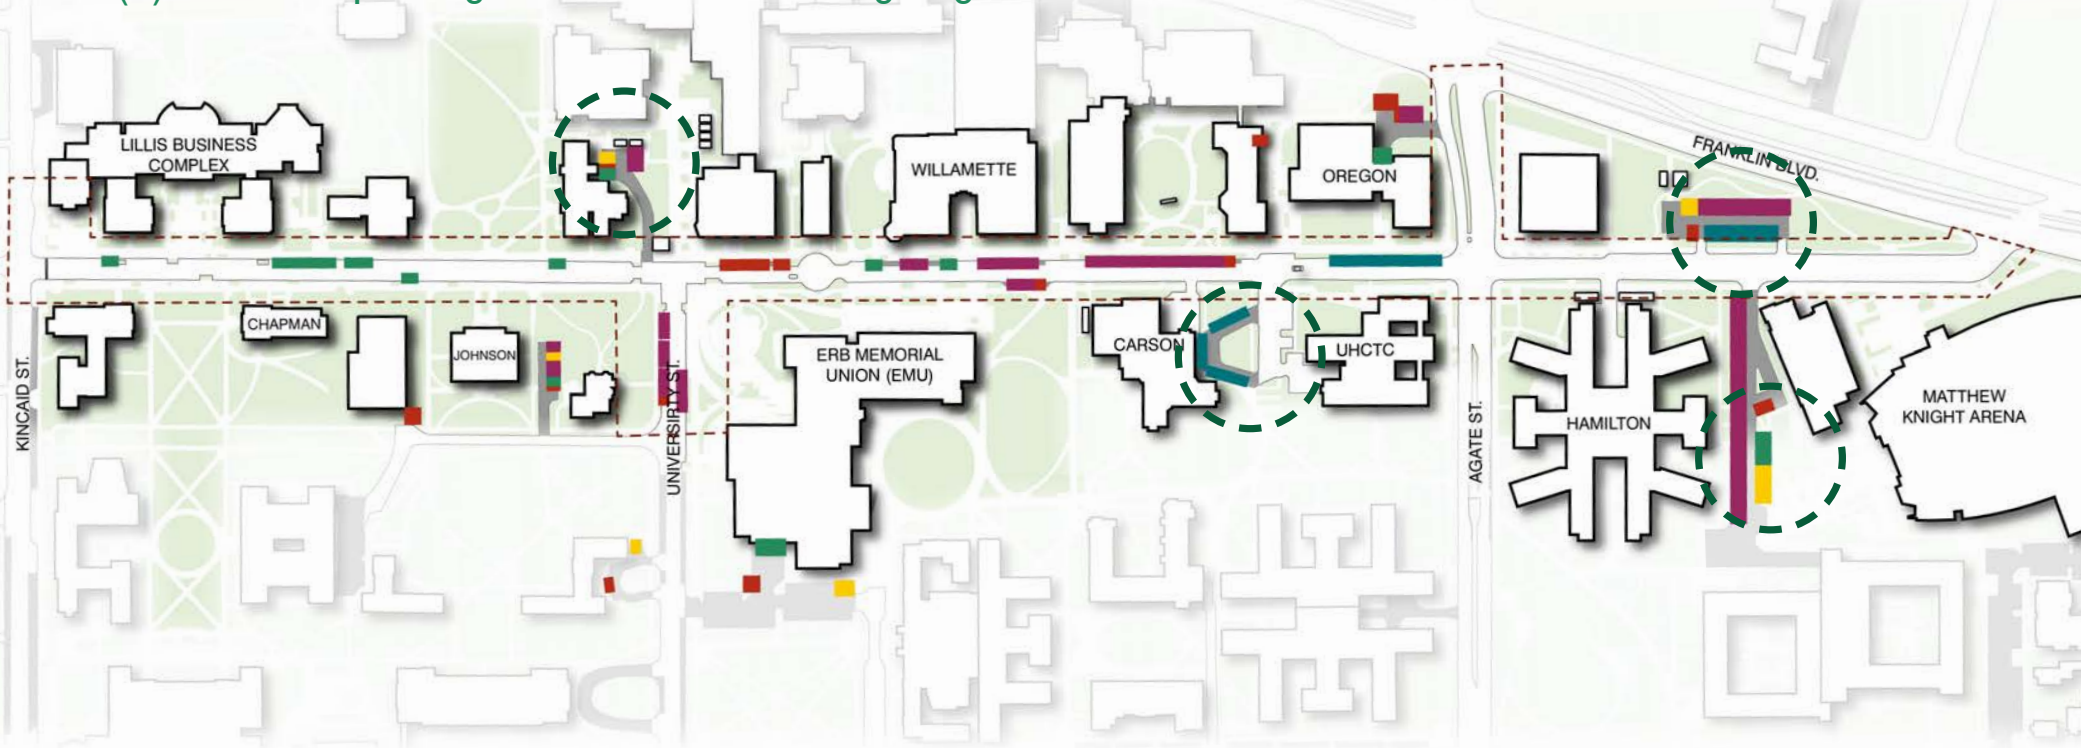 LILLIS BUSINESS
COMPLEX
WILLAMETTE
OREGON
FRANKLIN BLVD.
CHAPMAN
JOHNSON
ERB MEMORIAL
UNION (EMU)
CARSON
UHCTC
HAMILTON
MATTHEW
KNIGHT ARENA
KINCAID ST.
UNIVERSIRTY ST.
AGATE ST.